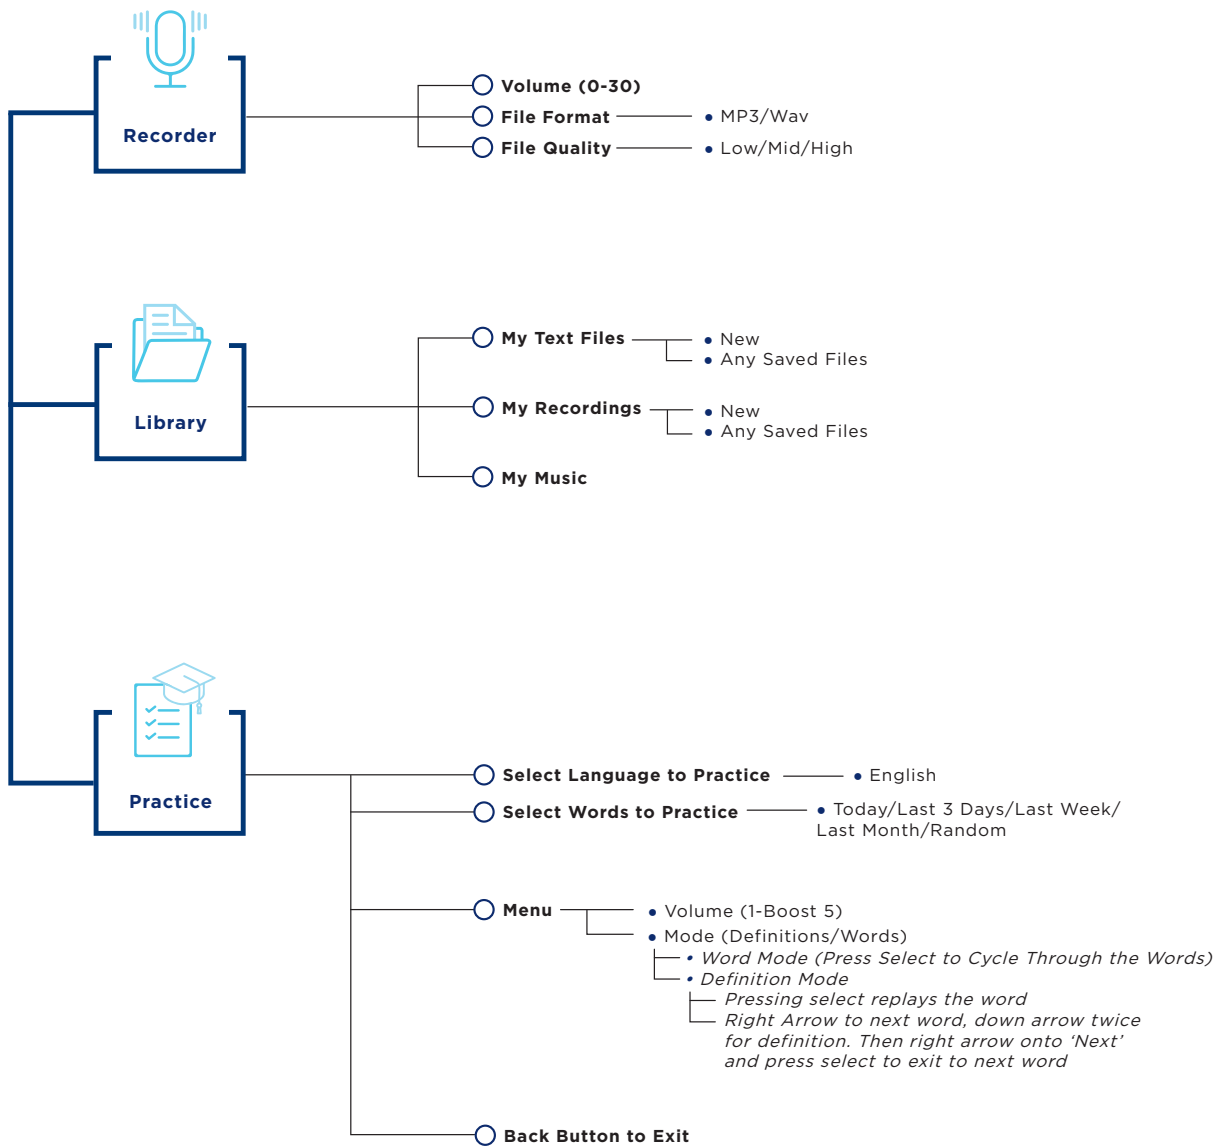 Recorder
Volume (0-30)
File Format
• MP3/Wav
File Quality
• Low/Mid/High
Library
My Text Files
• New
• Any Saved Files
My Recordings
• New
• Any Saved Files
My Music
Practice
Select Language to Practice
• English
Select Words to Practice
• Today/Last 3 Days/Last Week/
Last Month/Random
Menu
• Volume (1-Boost 5)
• Mode (Definitions/Words)
• Word Mode (Press Select to Cycle Through the Words)
• Definition Mode
Pressing select replays the word
Right Arrow to next word, down arrow twice
for definition. Then right arrow onto ‘Next’
and press select to exit to next word
Back Button to Exit